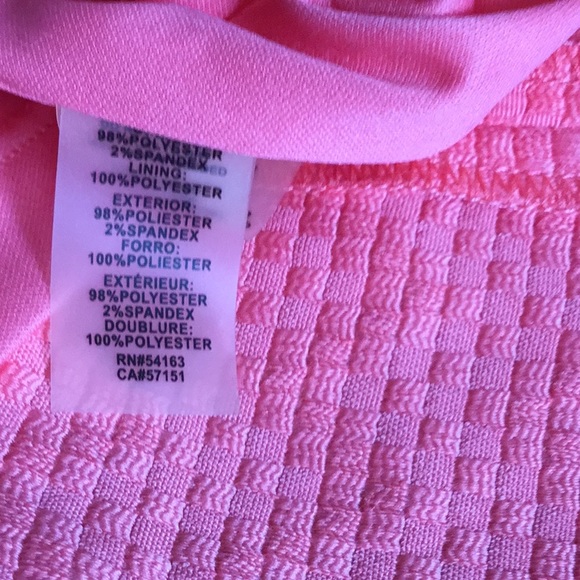 98%POLYESTER
2%SPANDEX
LINING:
100%POLYESTER
EXTERIOR:
98%POLIESTER
2%SPANDEX
FORRO:
100%POLIESTER
EXTÉRIEUR:
98%POLYESTER
2%SPANDEX
DOUBLURE:
100%POLYESTER
RN#54163
CA#57151